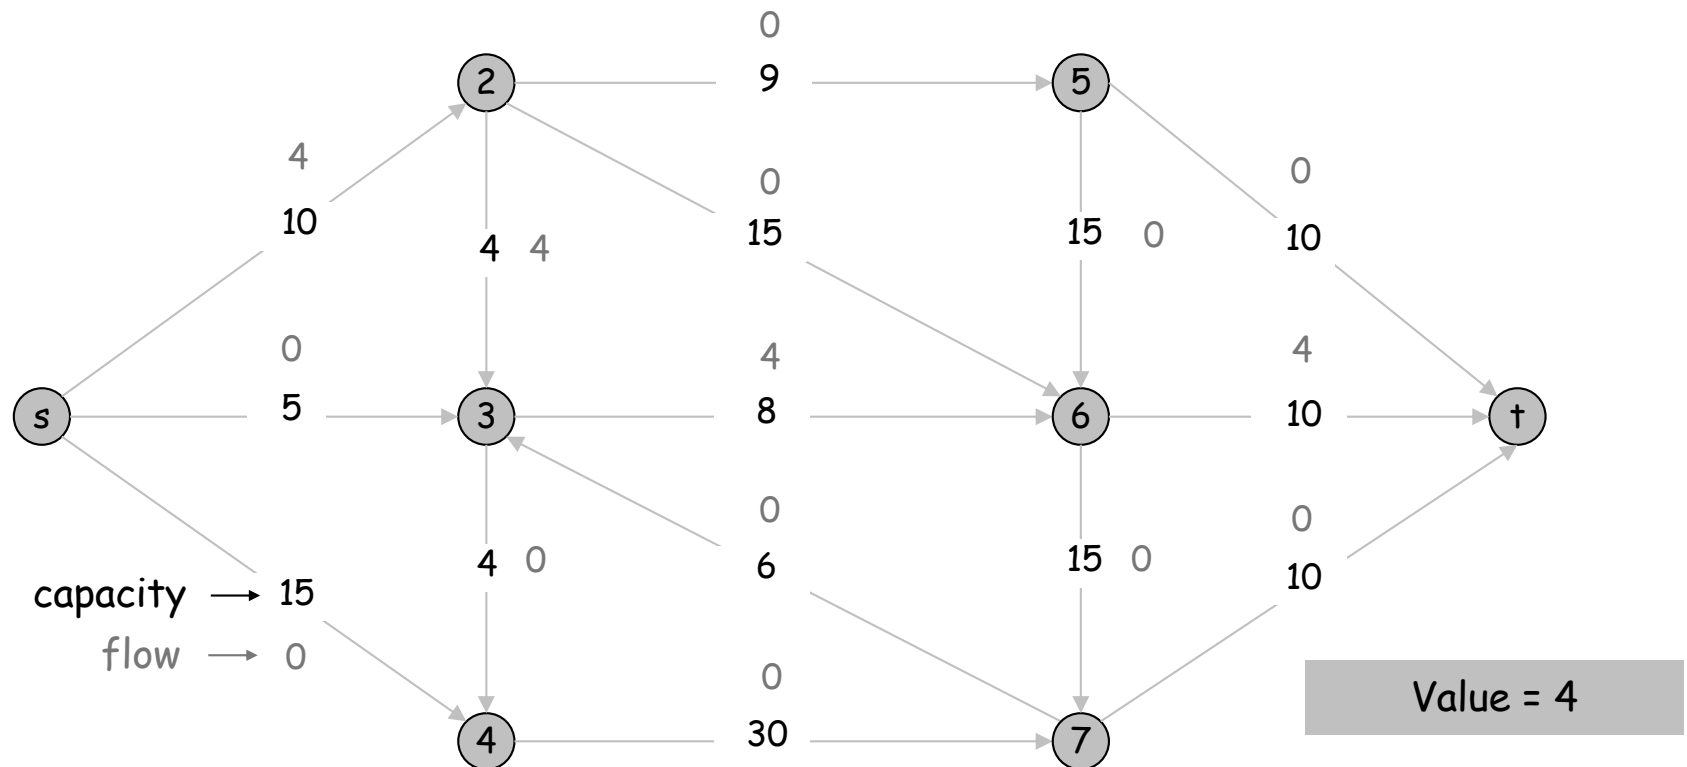 0
2 9 5
4 0 0
10 15 15 0 10
4 4
0 4 4
s 5 3 8 6 10 t
0 0
4 0 6 15 0 10
capacity → 15
flow → 0
0
Value = 4
4 30 7